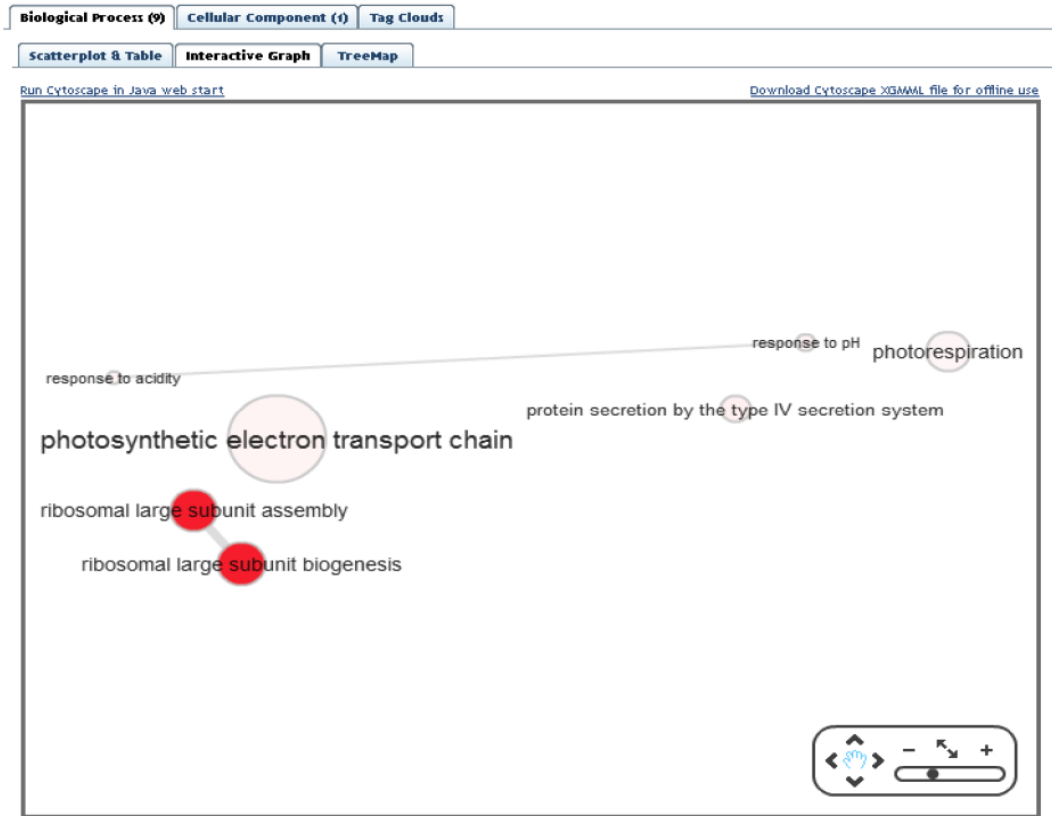 Biological Process (9) Cellular Component (1) Tag Clouds
Scatterplot & Table Interactive Graph TreeMap
Run Cytoscape in Java web start Download Cytoscape XGMML file for offline use
response to pH
photorespiration
response to acidity
protein secretion by the type IV secretion system
photosynthetic electron transport chain
ribosomal large subunit assembly
ribosomal large subunit biogenesis